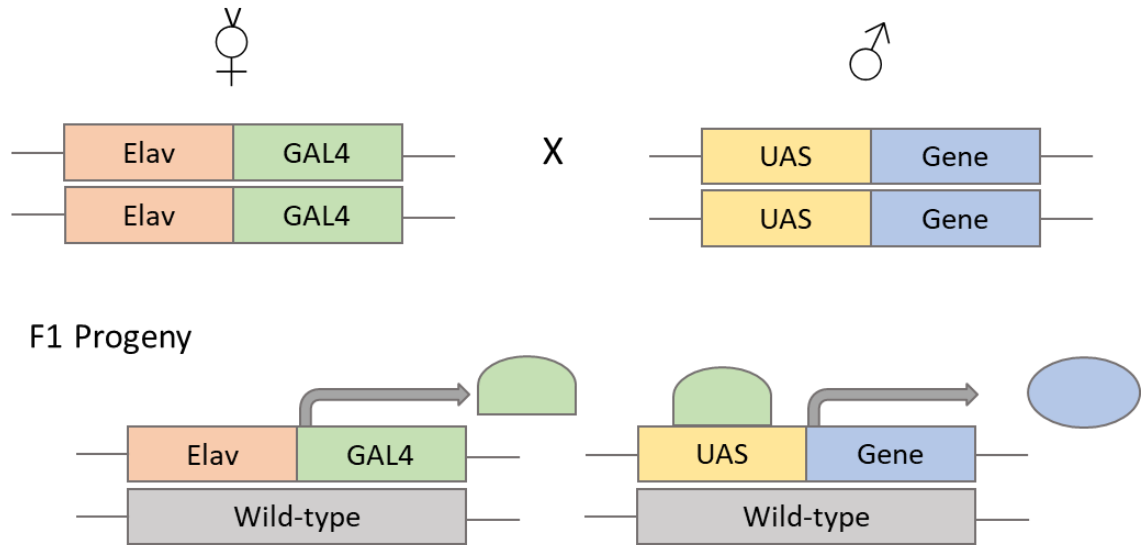 Elav GAL4 X UAS Gene
Elav GAL4 UAS Gene
F1 Progeny
Elav GAL4 UAS Gene
Wild-type Wild-type